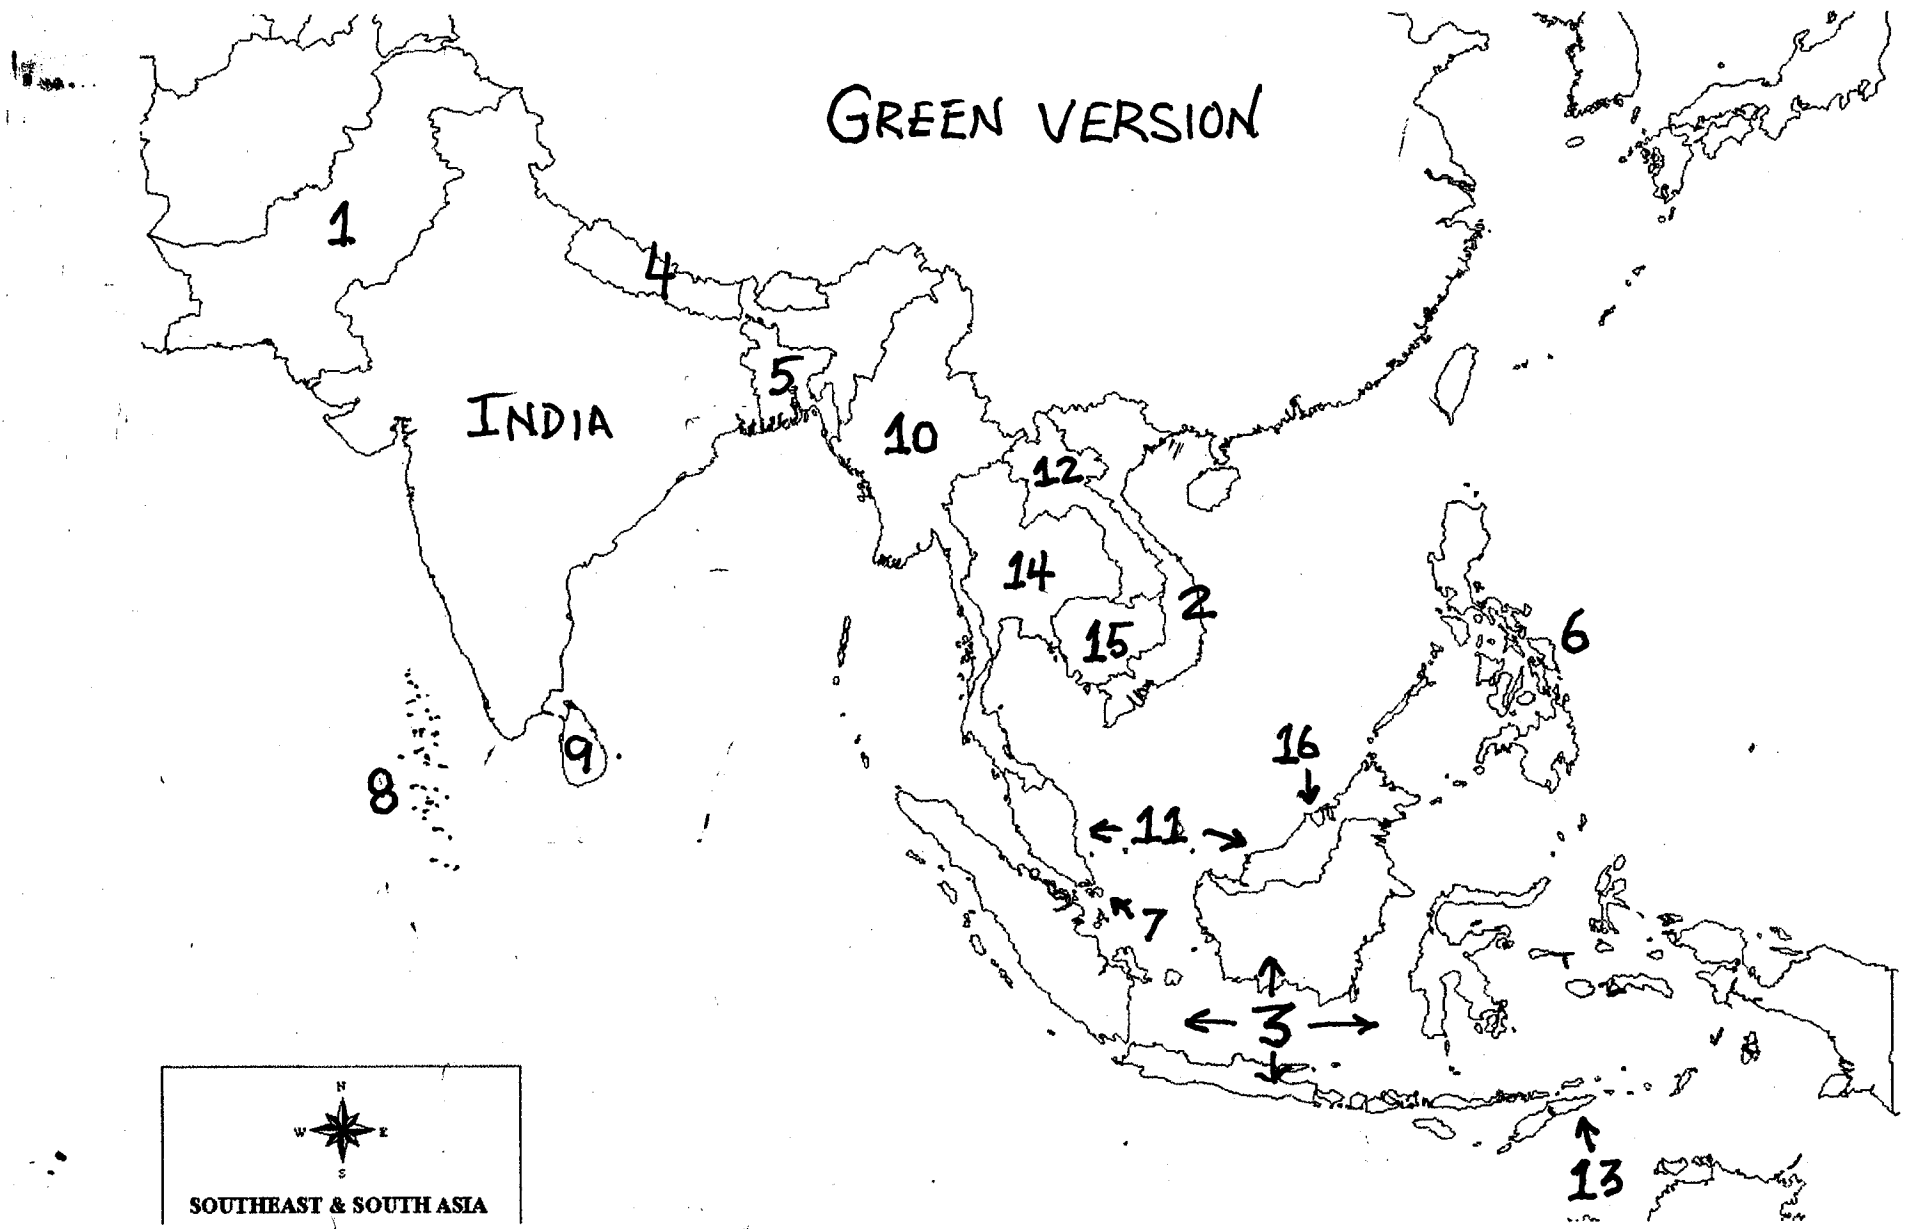 GREEN VERSION
1
4
5
INDIA
10
12
14
2
15
6
16
9
8
← 11 →
7
← 3 →
13
N
W E
S
SOUTHEAST & SOUTH ASIA